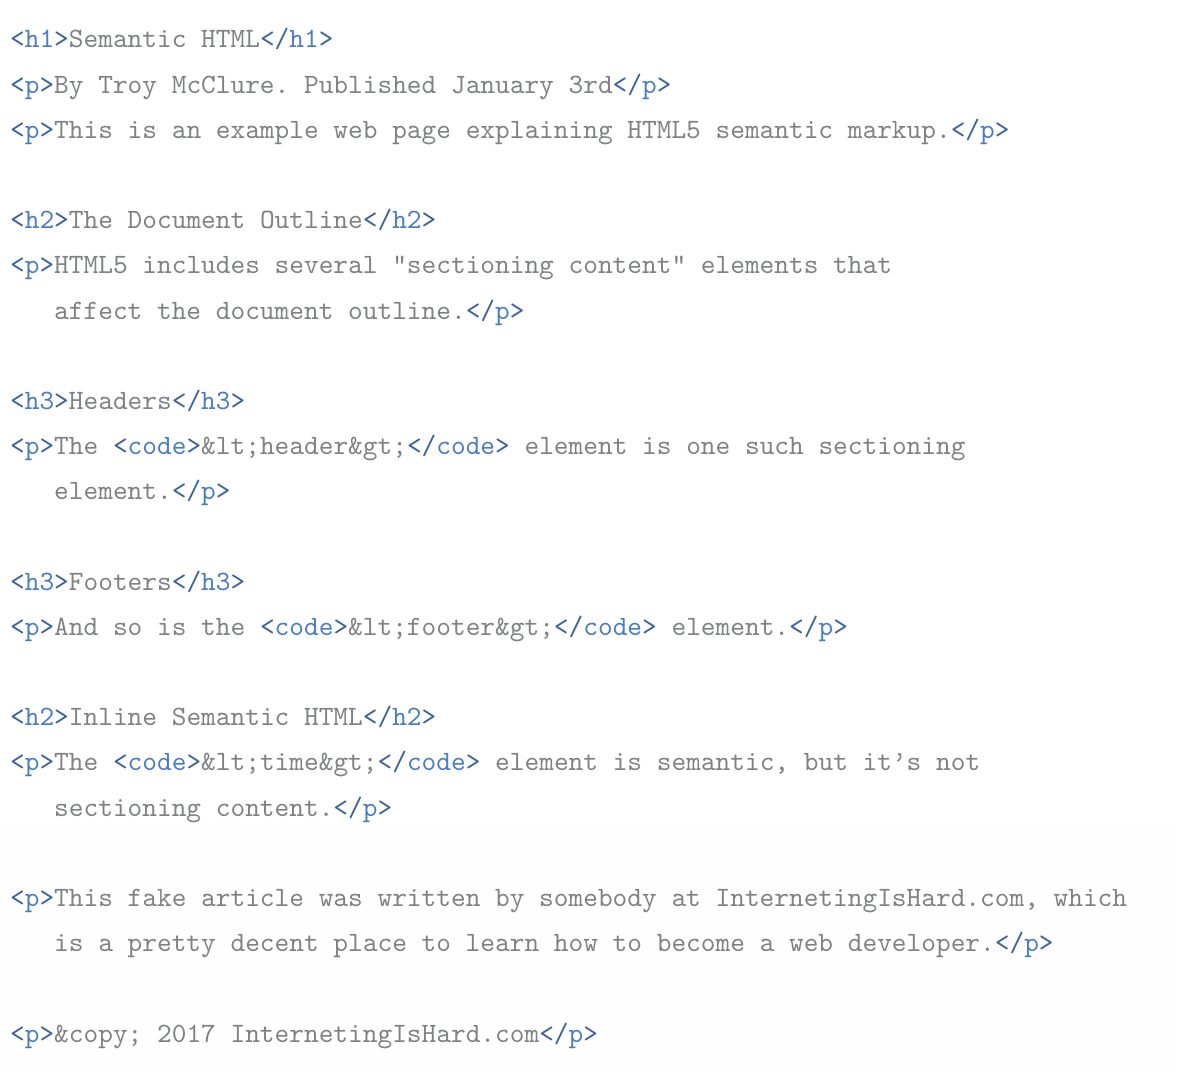 <h1>Semantic HTML</h1>
<p>By Troy McClure. Published January 3rd</p>
<p>This is an example web page explaining HTML5 semantic markup.</p>
<h2>The Document Outline</h2>
<p>HTML5 includes several "sectioning content" elements that
affect the document outline.</p>
<h3>Headers</h3>
<p>The <code>&lt;header&gt;</code> element is one such sectioning
element.</p>
<h3>Footers</h3>
<p>And so is the <code>&lt;footer&gt;</code> element.</p>
<h2>Inline Semantic HTML</h2>
<p>The <code>&lt;time&gt;</code> element is semantic, but it’s not
sectioning content.</p>
<p>This fake article was written by somebody at InternetingIsHard.com, which
is a pretty decent place to learn how to become a web developer.</p>
<p>&copy; 2017 InternetingIsHard.com</p>